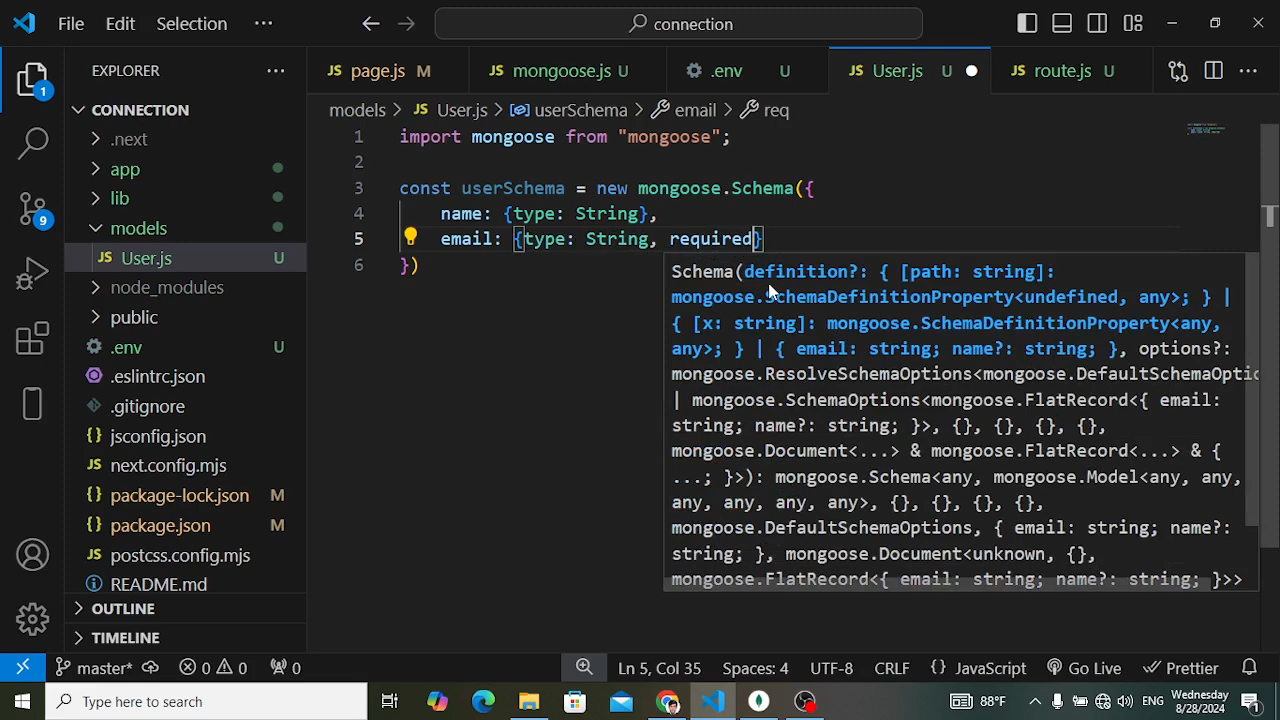 File Edit Selection ··· connection
EXPLORER ···
page.js M
mongoose.js U
.env U
User.js U
route.js U
CONNECTION
models > JS User.js > userSchema > email > req
.next
app
lib
models
JS User.js U
node_modules
public
.env U
.eslintrc.json
.gitignore
jsconfig.json
next.config.mjs
package-lock.json M
package.json M
postcss.config.mjs
README.md
OUTLINE
TIMELINE
1 import mongoose from "mongoose";
2
3 const userSchema = new mongoose.Schema({
4 name: {type: String},
5 email: {type: String, required}
6 })
Schema(definition?: { [path: string]:
mongoose.SchemaDefinitionProperty<undefined, any>; } |
{ [x: string]: mongoose.SchemaDefinitionProperty<any,
any>; } | { email: string; name?: string; }, options?:
mongoose.ResolveSchemaOptions<mongoose.DefaultSchemaOptic
| mongoose.SchemaOptions<mongoose.FlatRecord<{ email:
string; name?: string; }>, {}, {}, {}, {},
mongoose.Document<...> & mongoose.FlatRecord<...> & {
...; }>): mongoose.Schema<any, mongoose.Model<any, any,
any, any, any, any>, {}, {}, {}, {},
mongoose.DefaultSchemaOptions, { email: string; name?:
string; }, mongoose.Document<unknown, {},
mongoose.FlatRecord<{ email: string; name?: string; }>>
master* 0 0 0 Ln 5, Col 35 Spaces: 4 UTF-8 CRLF {} JavaScript Go Live Prettier
Type here to search 88°F ENG Wednesday
8/28/2024 1